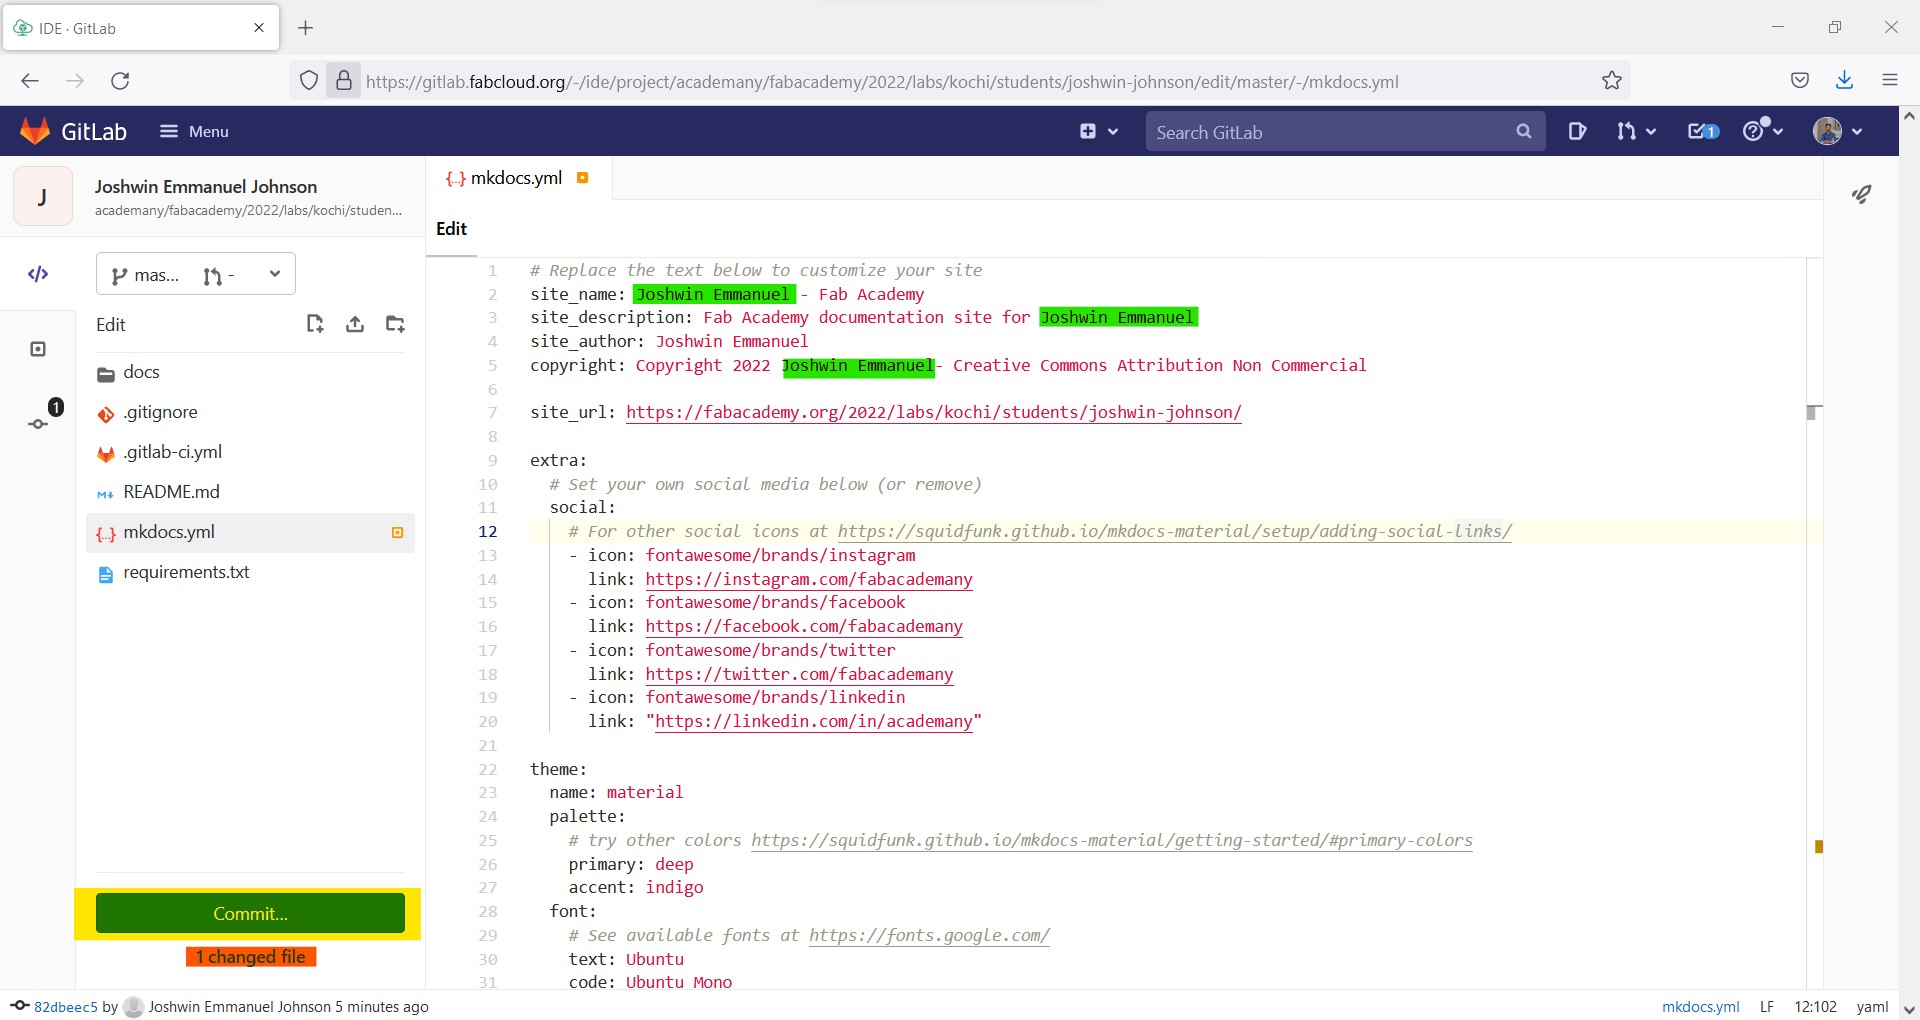 IDE · GitLab
https://gitlab.fabcloud.org/-/ide/project/academany/fabacademy/2022/labs/kochi/students/joshwin-johnson/edit/master/-/mkdocs.yml
GitLab
Menu
Search GitLab
1
J
Joshwin Emmanuel Johnson
academany/fabacademy/2022/labs/kochi/studen...
mas...
-
Edit
1
docs
.gitignore
.gitlab-ci.yml
README.md
{...} mkdocs.yml
requirements.txt
Commit...
1 changed file
{...} mkdocs.yml
Edit
1 # Replace the text below to customize your site
2 site_name: Joshwin Emmanuel - Fab Academy
3 site_description: Fab Academy documentation site for Joshwin Emmanuel
4 site_author: Joshwin Emmanuel
5 copyright: Copyright 2022 Joshwin Emmanuel- Creative Commons Attribution Non Commercial
6
7 site_url: https://fabacademy.org/2022/labs/kochi/students/joshwin-johnson/
8
9 extra:
10 # Set your own social media below (or remove)
11 social:
12 # For other social icons at https://squidfunk.github.io/mkdocs-material/setup/adding-social-links/
13 - icon: fontawesome/brands/instagram
14 link: https://instagram.com/fabacademany
15 - icon: fontawesome/brands/facebook
16 link: https://facebook.com/fabacademany
17 - icon: fontawesome/brands/twitter
18 link: https://twitter.com/fabacademany
19 - icon: fontawesome/brands/linkedin
20 link: "https://linkedin.com/in/academany"
21
22 theme:
23 name: material
24 palette:
25 # try other colors https://squidfunk.github.io/mkdocs-material/getting-started/#primary-colors
26 primary: deep
27 accent: indigo
28 font:
29 # See available fonts at https://fonts.google.com/
30 text: Ubuntu
31 code: Ubuntu Mono
82dbeec5 by Joshwin Emmanuel Johnson 5 minutes ago
mkdocs.yml LF 12:102 yaml